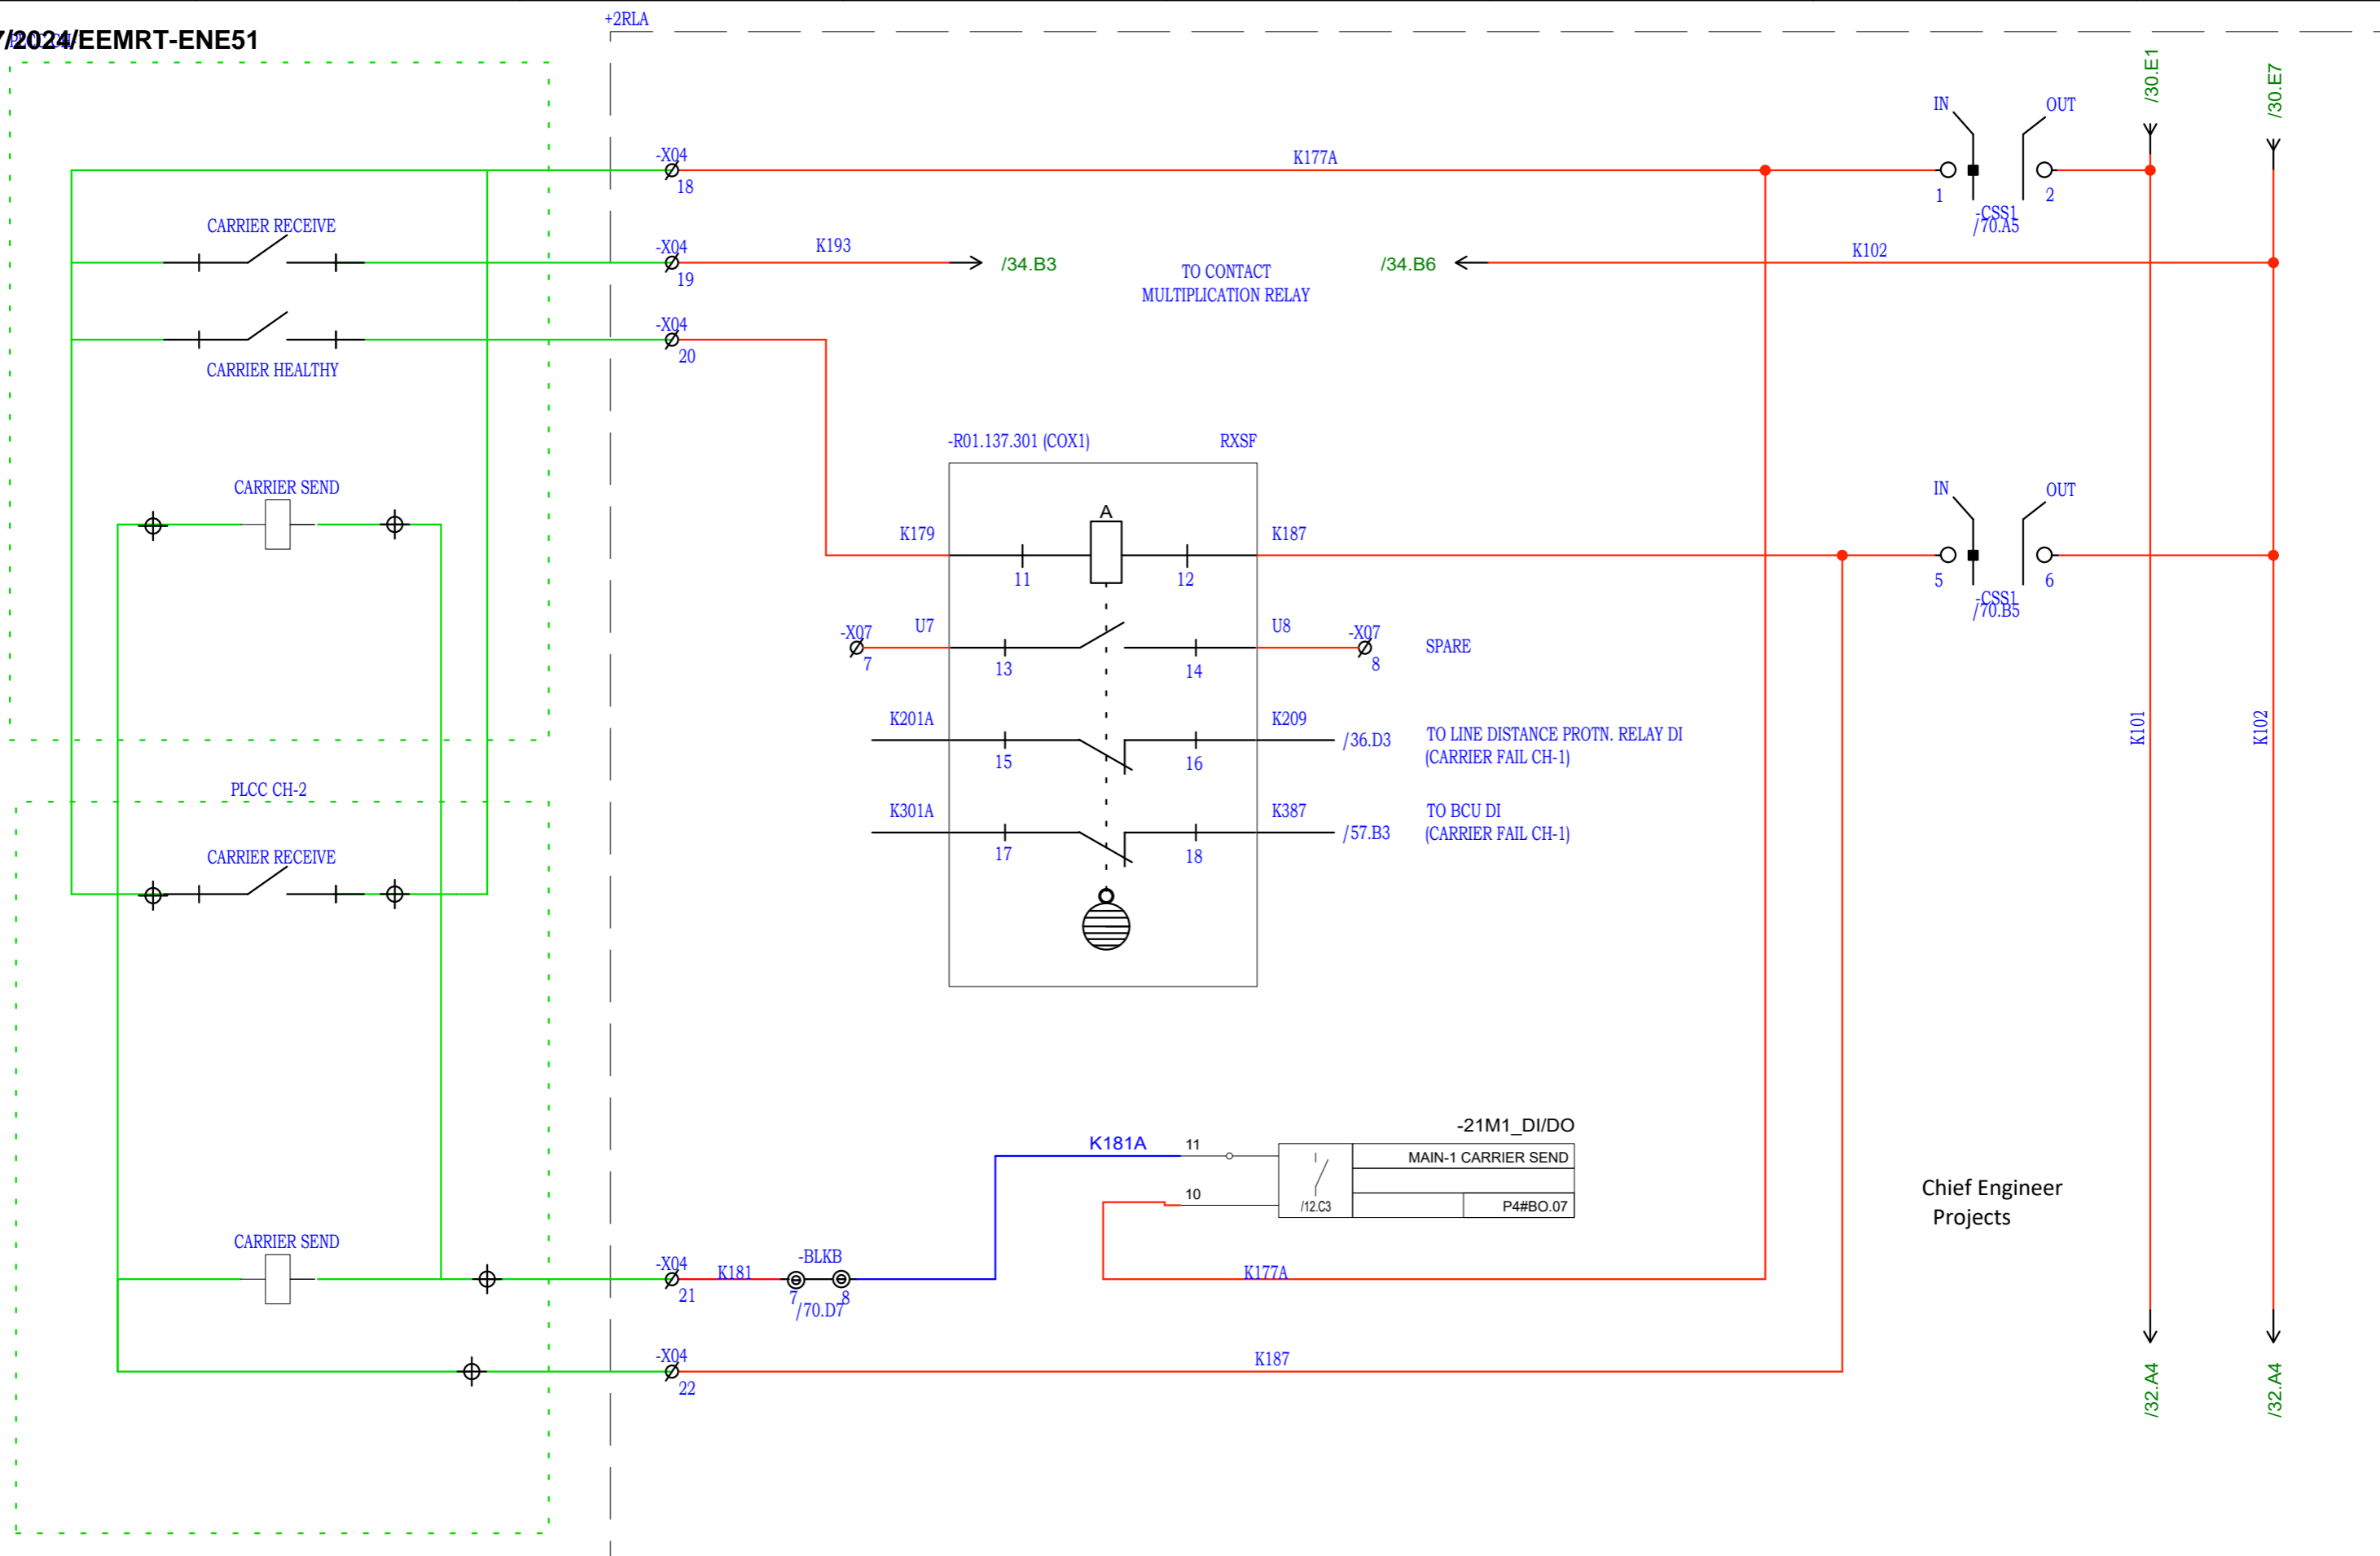 +2RLA
7/2024/EEMRT-ENE51
/30.E1
/30.E7
IN
OUT
-X04
18
K177A
1
2
-CSS1
/70.A5
CARRIER RECEIVE
-X04
19
K193
/34.B3
TO CONTACT
MULTIPLICATION RELAY
/34.B6
K102
-X04
20
CARRIER HEALTHY
-R01.137.301 (COX1)
RXSF
CARRIER SEND
A
IN
OUT
K179
K187
11
12
5
6
-CSS1
/70.B5
-X07
7
U7
13
14
U8
-X07
8
SPARE
K201A
15
16
K209
/36.D3
TO LINE DISTANCE PROTN. RELAY DI
(CARRIER FAIL CH-1)
K101
K102
PLCC CH-2
K301A
17
18
K387
/57.B3
TO BCU DI
(CARRIER FAIL CH-1)
CARRIER RECEIVE
-21M1_DI/DO
K181A
11
MAIN-1 CARRIER SEND
10
/12.C3
P4#BO.07
Chief Engineer
Projects
CARRIER SEND
-X04
21
K181
-BLKB
7
8
/70.D7
K177A
-X04
22
K187
/32.A4
/32.A4